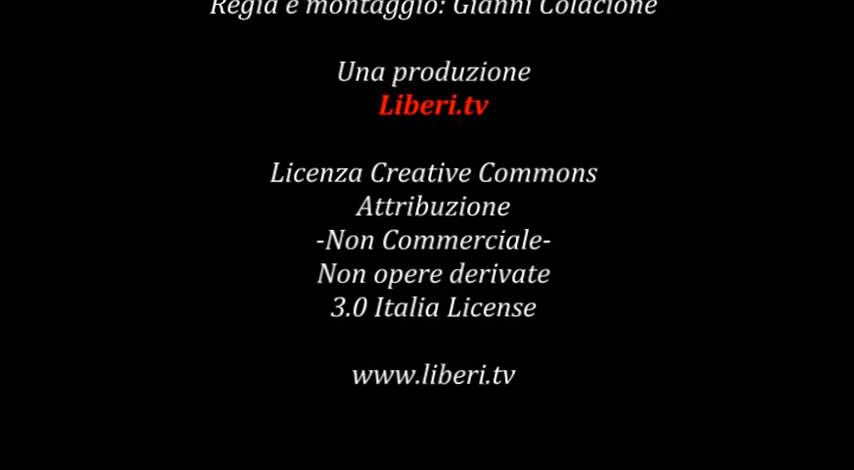 Regia e montaggio: Gianni Colacione
Una produzione
Liberi.tv
Licenza Creative Commons
Attribuzione
-Non Commerciale-
Non opere derivate
3.0 Italia License
www.liberi.tv